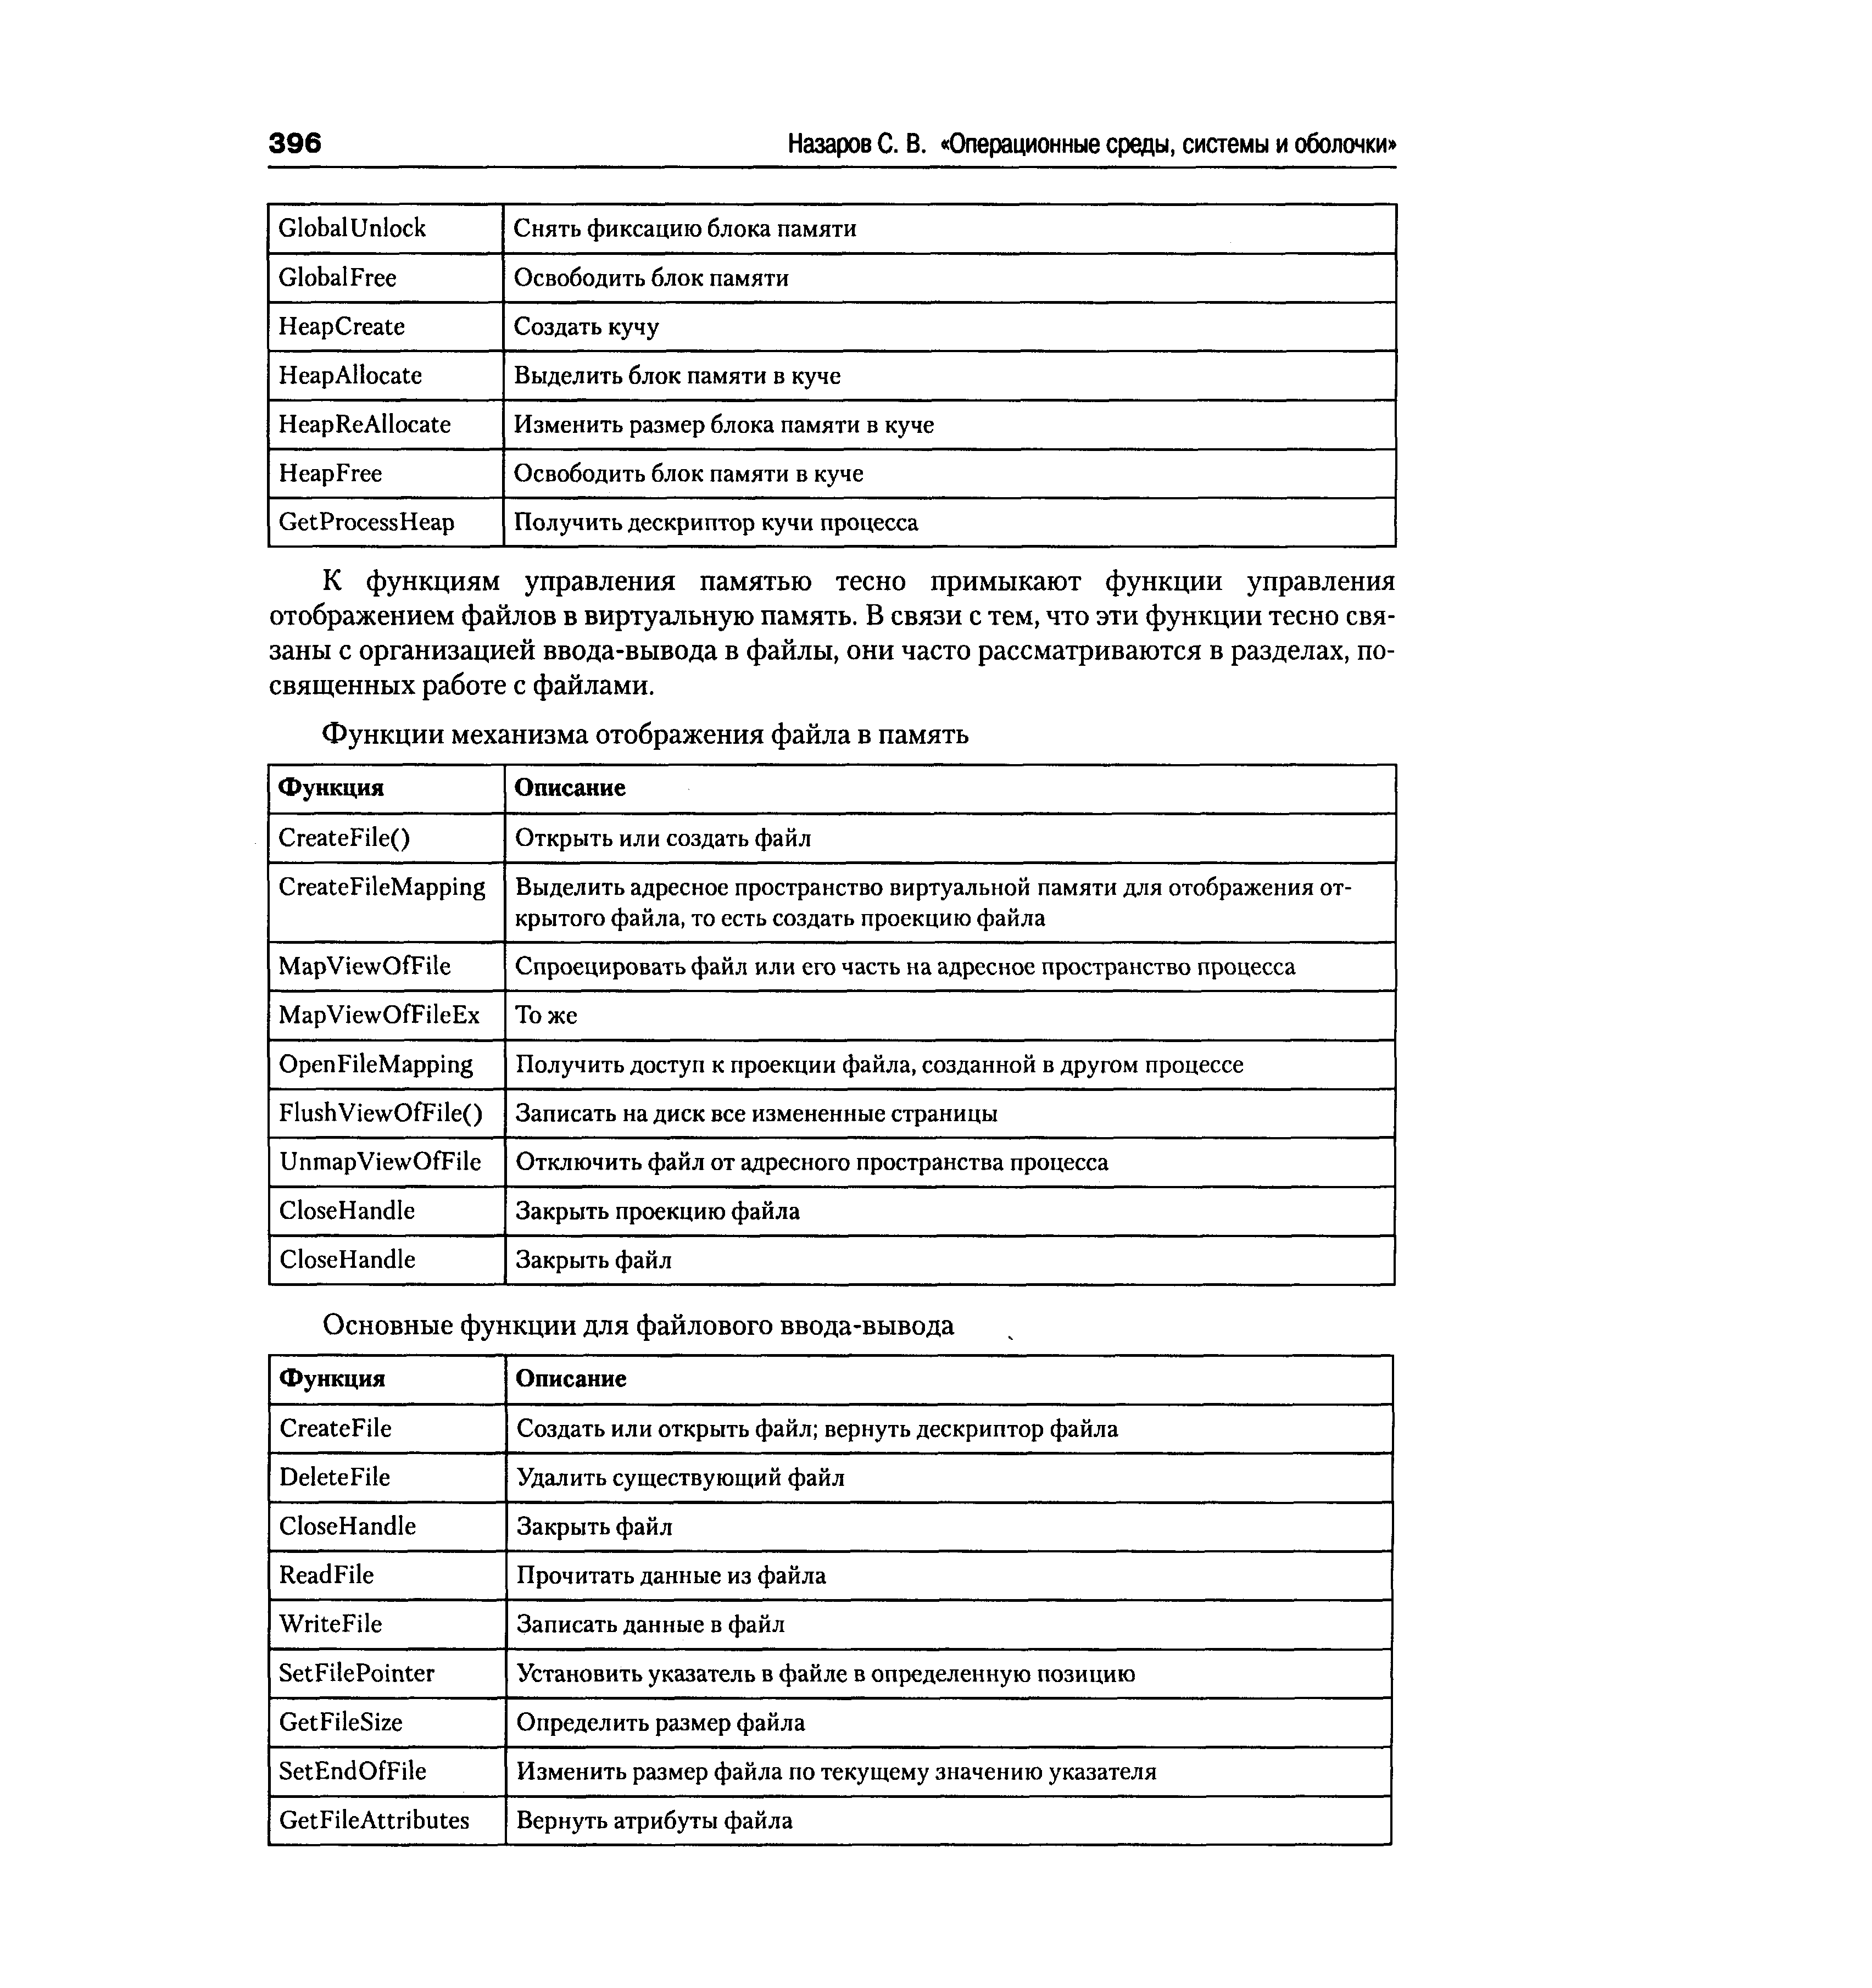 396 Назаров С. В. «Операционные среды, системы и оболочки»
GlobalUnlock Снять фиксацию блока памяти
GlobalFree Освободить блок памяти
HeapCreate Создать кучу
HeapAllocate Выделить блок памяти в куче
HeapReAllocate Изменить размер блока памяти в куче
HeapFree Освободить блок памяти в куче
GetProcessHeap Получить дескриптор кучи процесса
К функциям управления памятью тесно примыкают функции управления
отображением файлов в виртуальную память. В связи с тем, что эти функции тесно свя-
заны с организацией ввода-вывода в файлы, они часто рассматриваются в разделах, по-
священных работе с файлами.
Функции механизма отображения файла в память
Функция Описание
CreateFile() Открыть или создать файл
CreateFileMapping Выделить адресное пространство виртуальной памяти для отображения от-
крытого файла, то есть создать проекцию файла
MapViewOfFile Спроецировать файл или его часть на адресное пространство процесса
MapViewOfFileEx То же
OpenFileMapping Получить доступ к проекции файла, созданной в другом процессе
FlushViewOfFile() Записать на диск все измененные страницы
UnmapViewOfFile Отключить файл от адресного пространства процесса
CloseHandle Закрыть проекцию файла
CloseHandle Закрыть файл
Основные функции для файлового ввода-вывода
Функция Описание
CreateFile Создать или открыть файл; вернуть дескриптор файла
DeleteFile Удалить существующий файл
CloseHandle Закрыть файл
ReadFile Прочитать данные из файла
WriteFile Записать данные в файл
SetFilePointer Установить указатель в файле в определенную позицию
GetFileSize Определить размер файла
SetEndOfFile Изменить размер файла по текущему значению указателя
GetFileAttributes Вернуть атрибуты файла